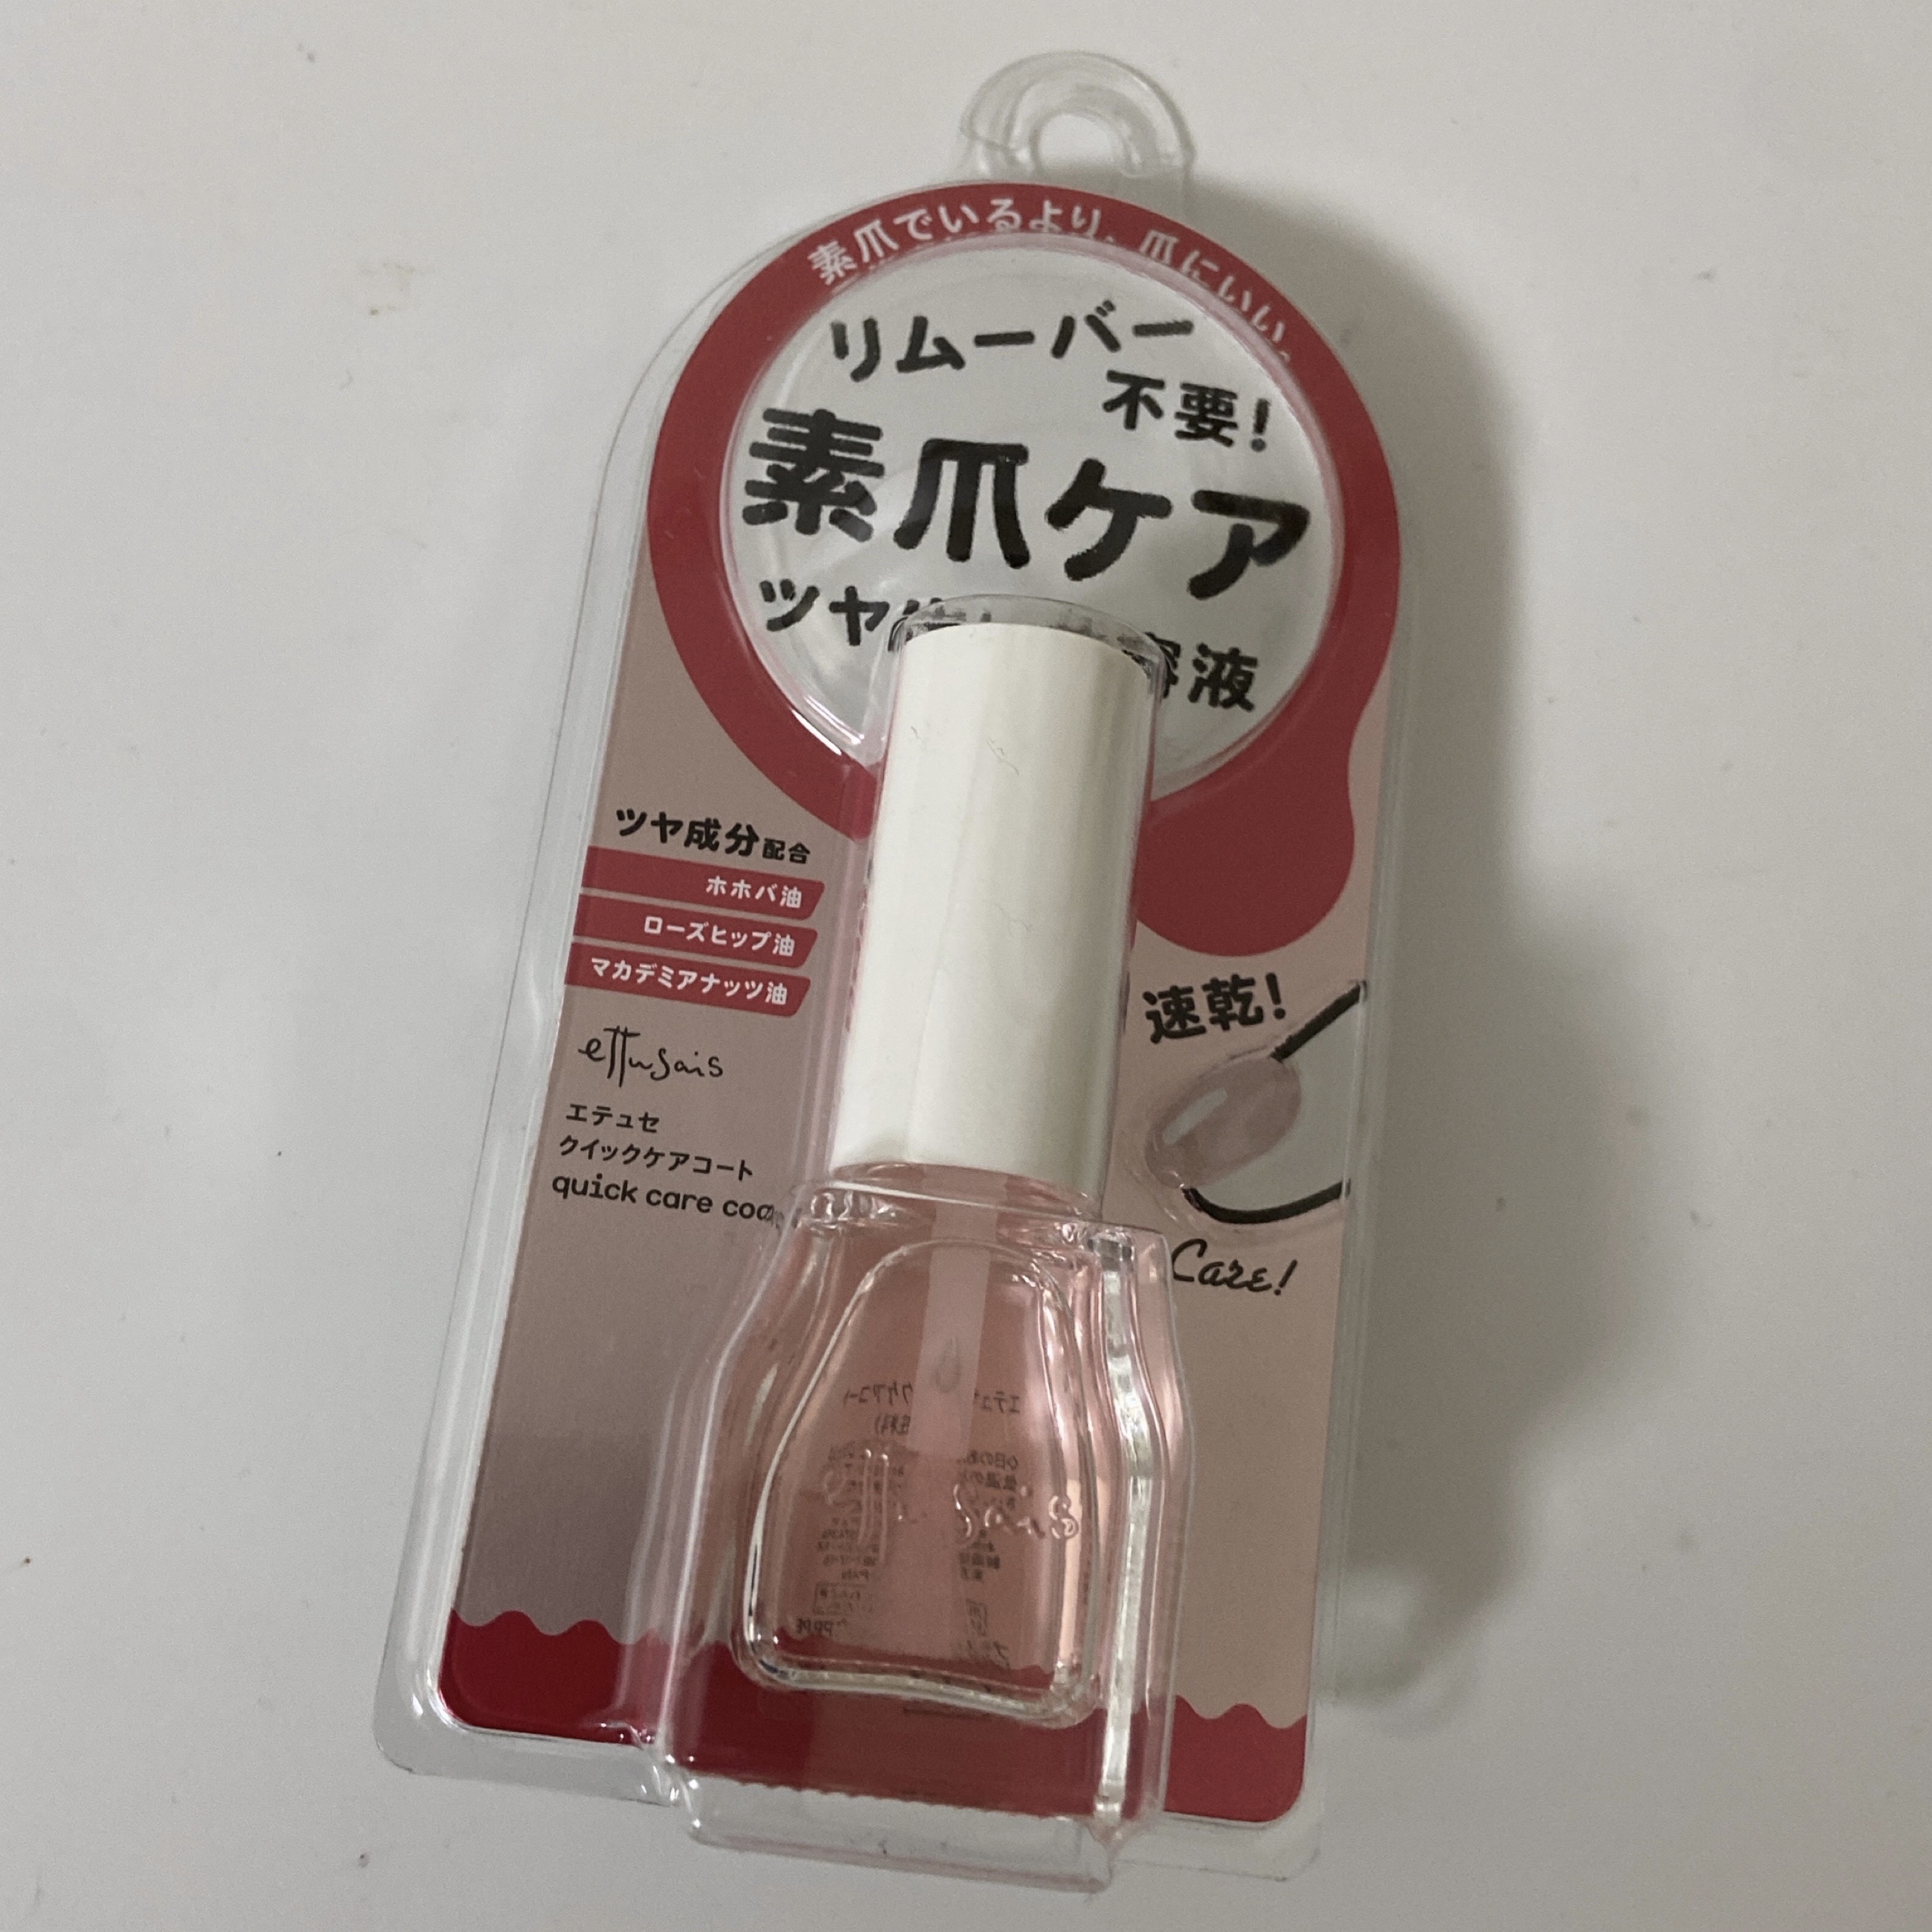 素爪でいるより、爪にいい。
リムーバー
不要!
素爪ケア
ツヤ 溶液
ツヤ成分配合
ホホバ油
ローズヒップ油
マカデミアナッツ油
ettusais
エテュセ
クイックケアコート
quick care coa
速乾!
Care!
ettusais